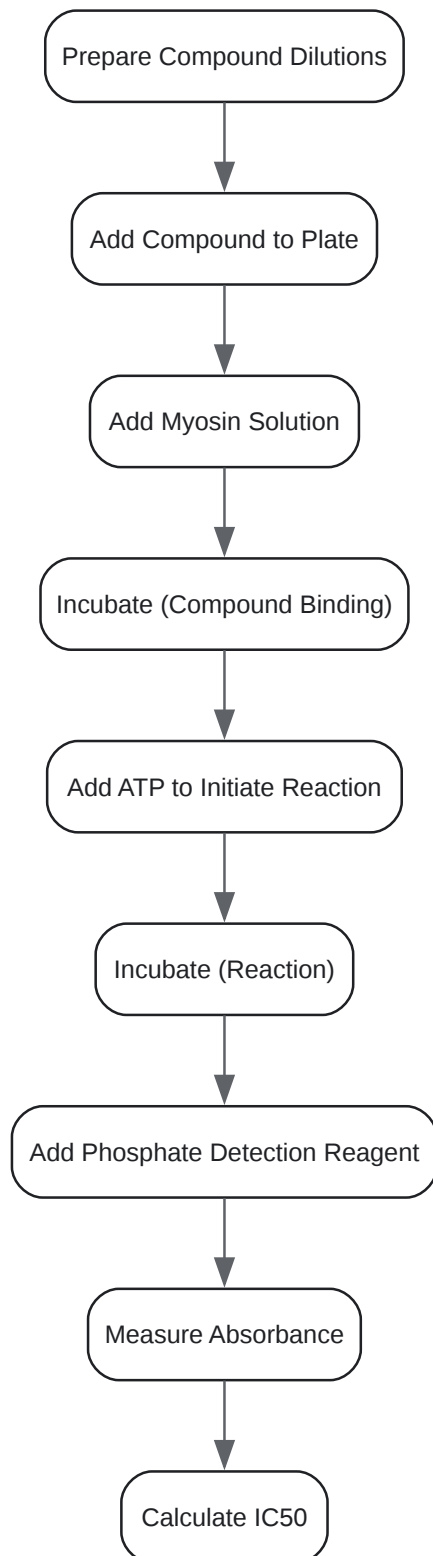 Prepare Compound Dilutions
Add Compound to Plate
Add Myosin Solution
Incubate (Compound Binding)
Add ATP to Initiate Reaction
Incubate (Reaction)
Add Phosphate Detection Reagent
Measure Absorbance
Calculate IC50